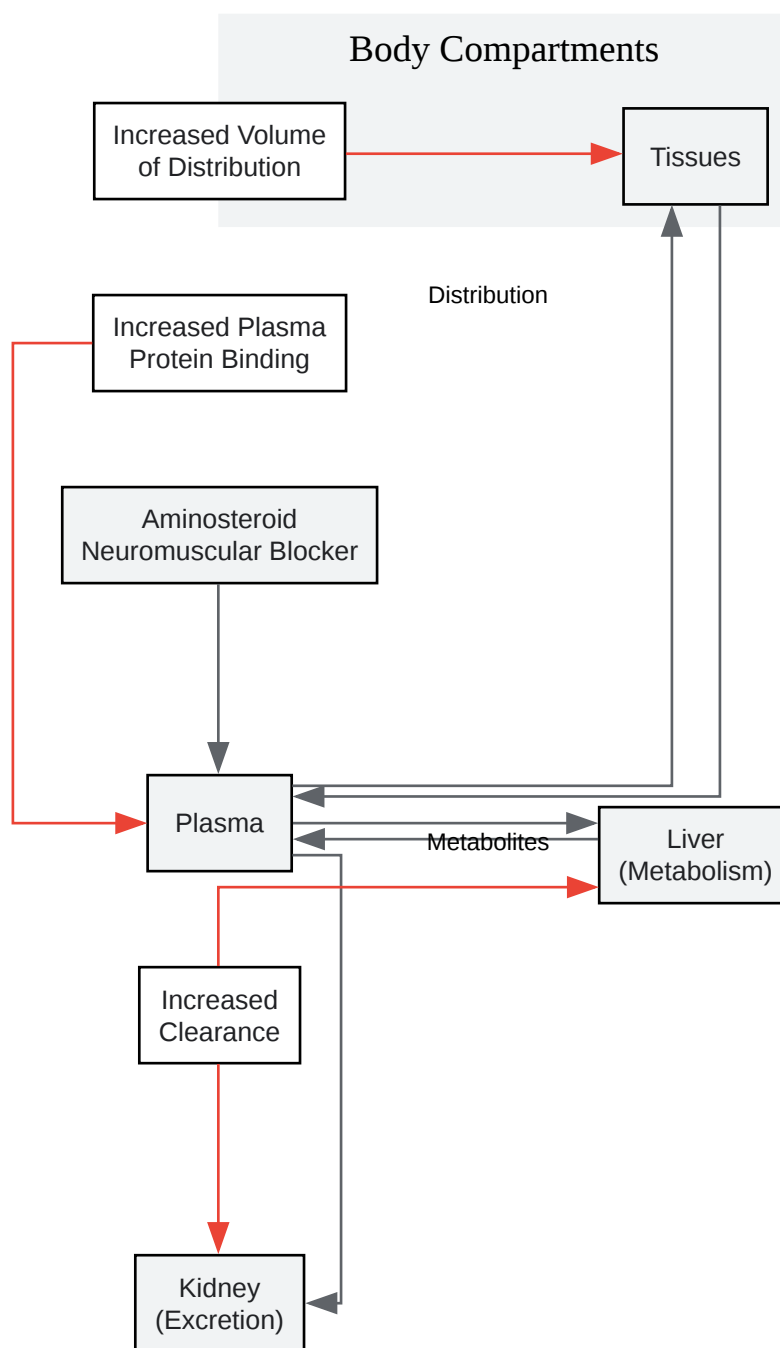 Body Compartments
Increased Volume
of Distribution
Tissues
Distribution
Increased Plasma
Protein Binding
Aminosteroid
Neuromuscular Blocker
Plasma
Metabolites
Liver
(Metabolism)
Increased
Clearance
Kidney
(Excretion)